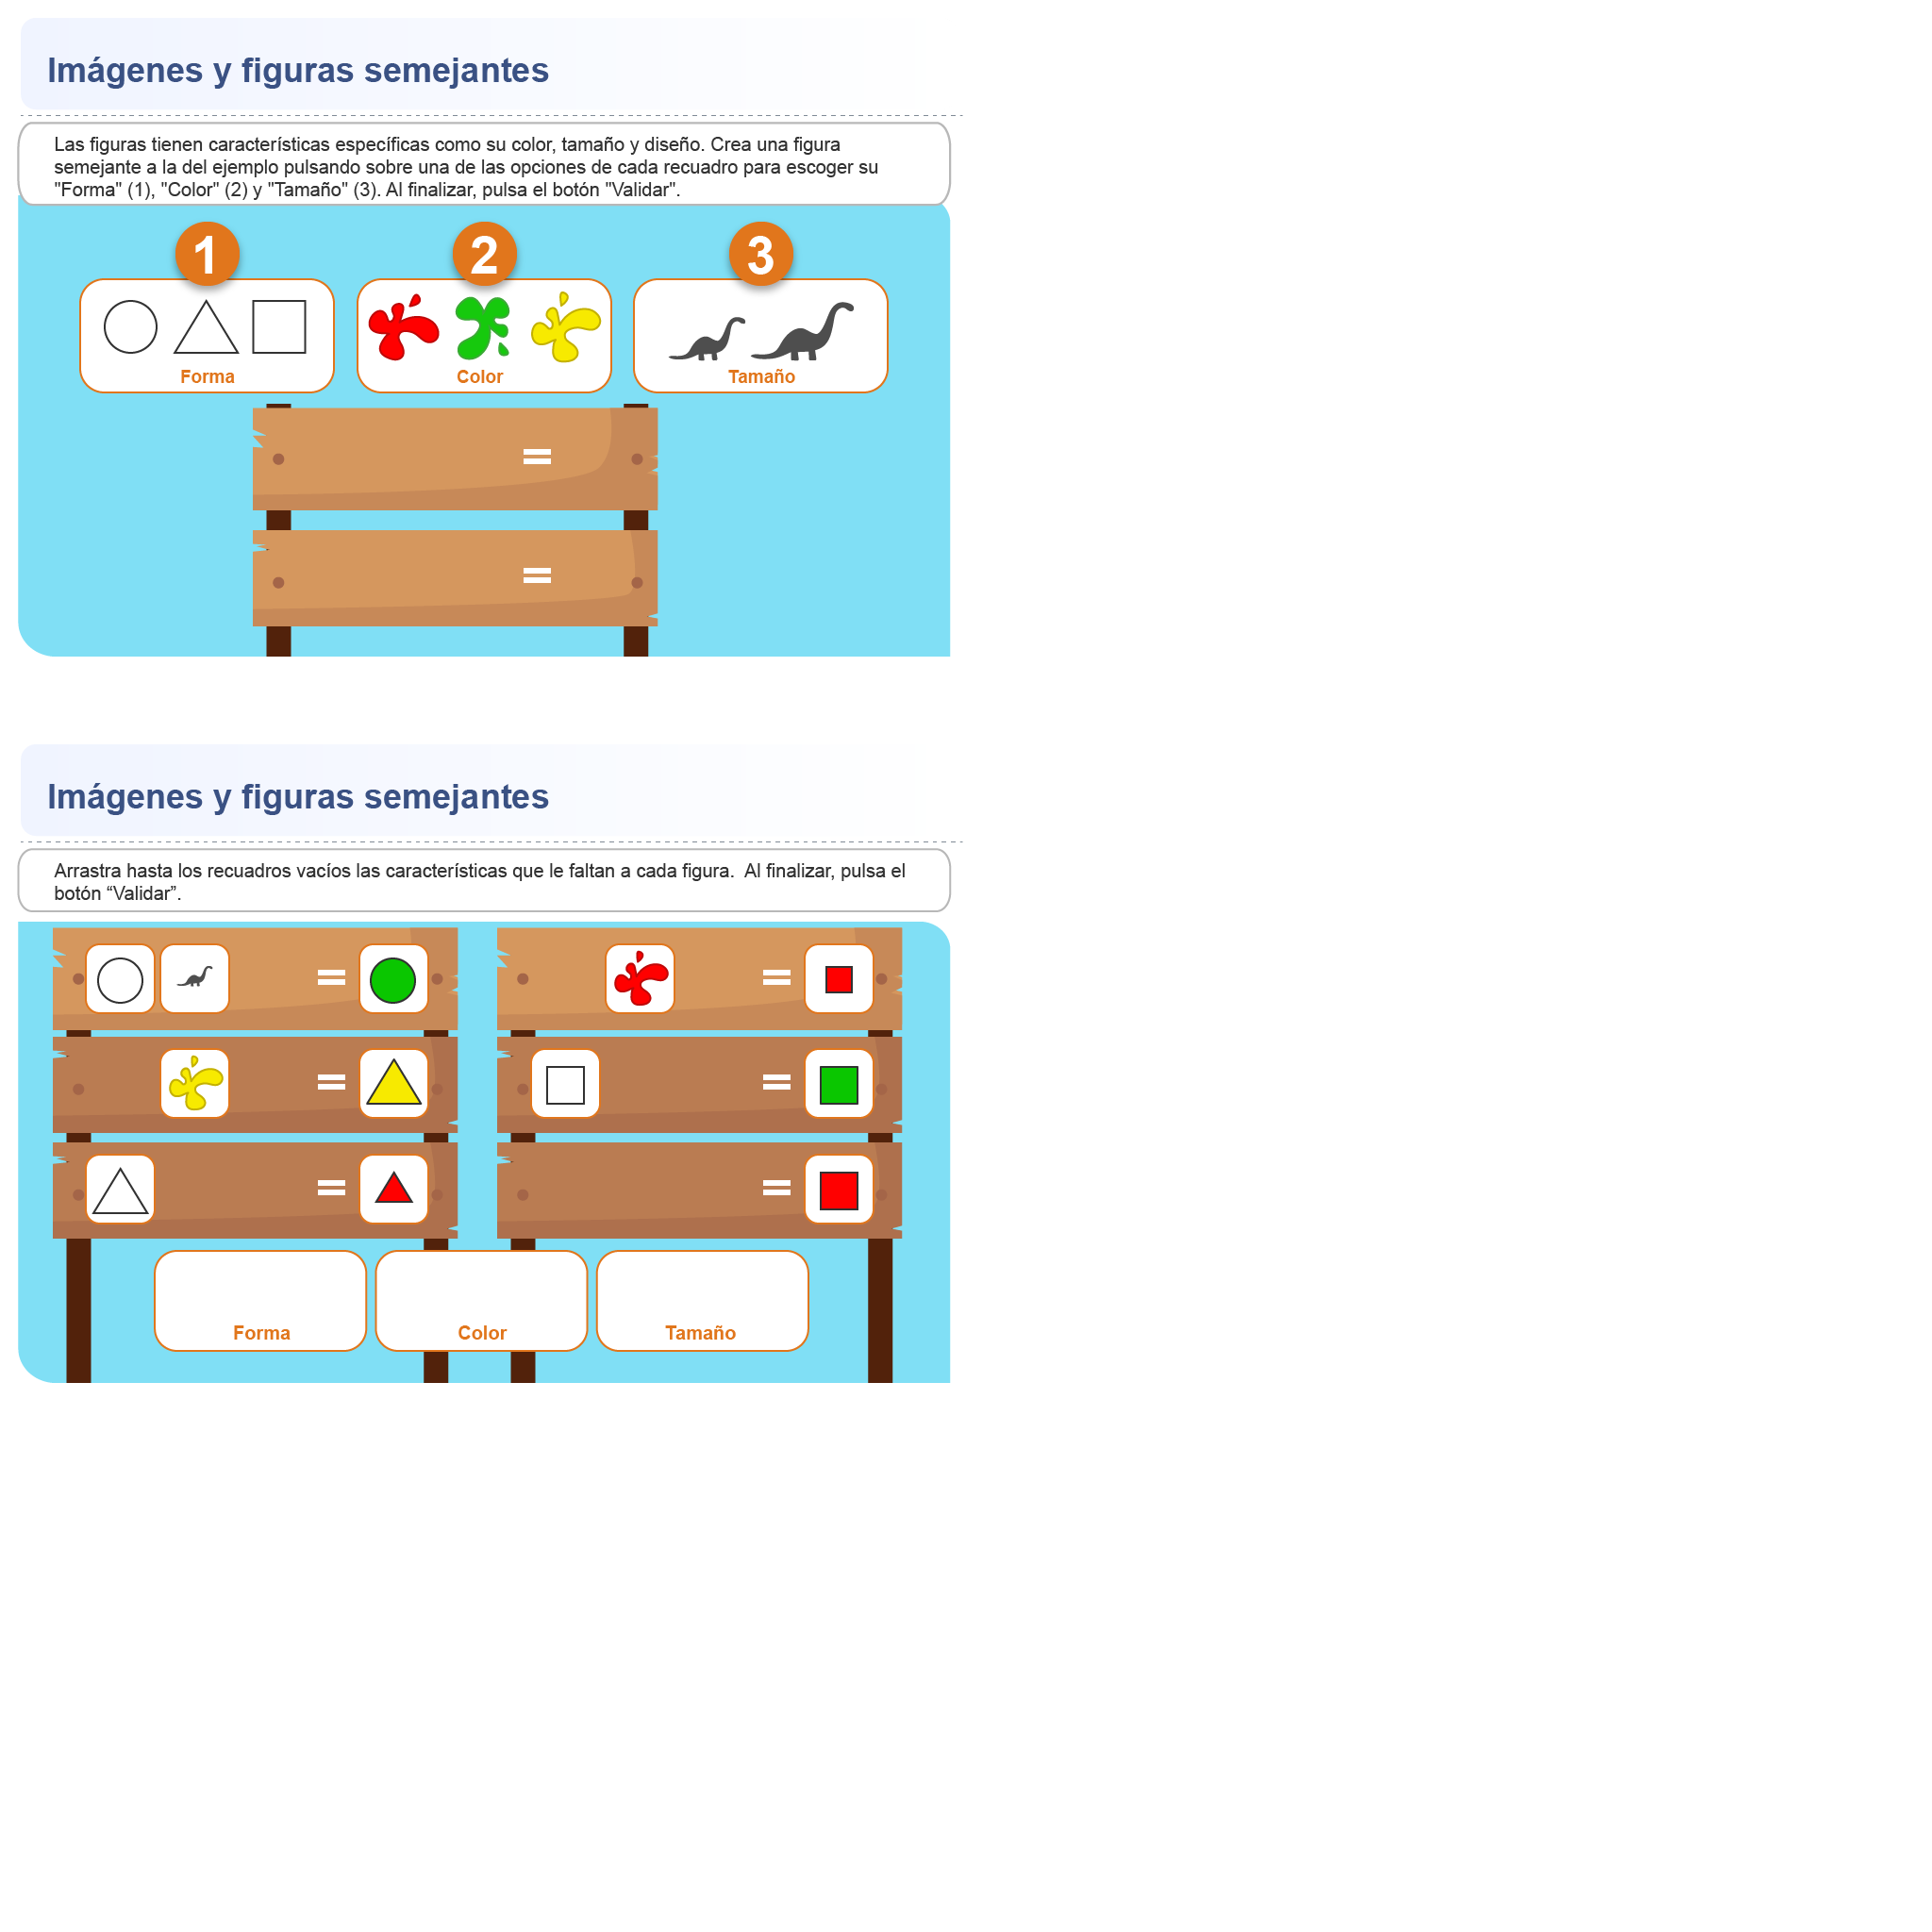 Imágenes y figuras semejantes
Las figuras tienen características específicas como su color, tamaño y diseño. Crea una figura
semejante a la del ejemplo pulsando sobre una de las opciones de cada recuadro para escoger su
"Forma" (1), "Color" (2) y "Tamaño" (3). Al finalizar, pulsa el botón "Validar".
1 2 3
Forma Color Tamaño
=
=
Imágenes y figuras semejantes
Arrastra hasta los recuadros vacíos las características que le faltan a cada figura.  Al finalizar, pulsa el
botón “Validar”.
= =
= =
= =
Forma Color Tamaño